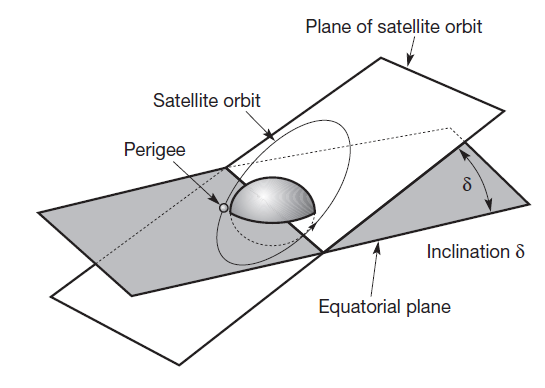 Plane of satellite orbit
Satellite orbit
Perigee
δ
Inclination δ
Equatorial plane